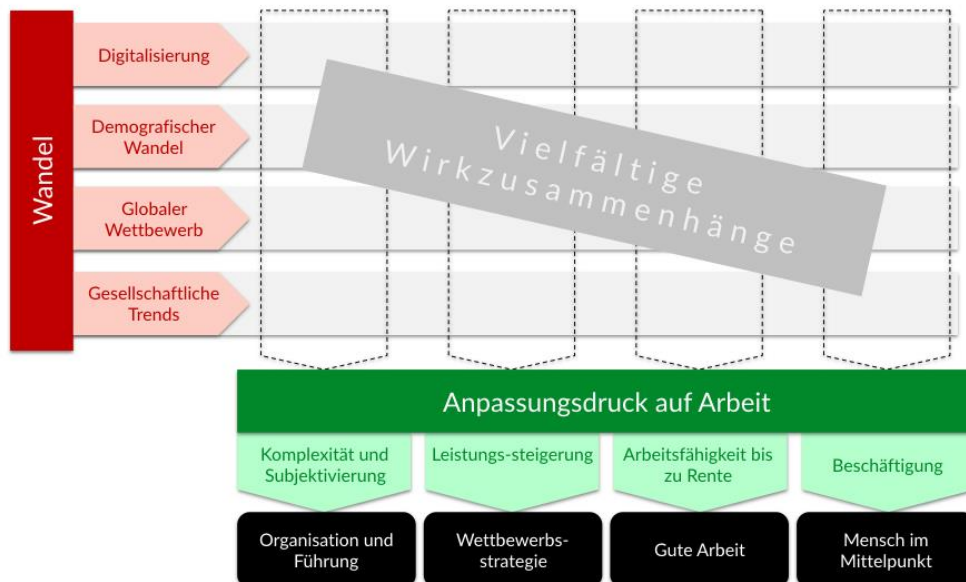 Wandel
Digitalisierung
Demografischer
Wandel
Globaler
Wettbewerb
Gesellschaftliche
Trends
Vielfältige
Wirkzusammenhänge
Anpassungsdruck auf Arbeit
Komplexität und
Subjektivierung
Leistungs-steigerung
Arbeitsfähigkeit bis
zu Rente
Beschäftigung
Organisation und
Führung
Wettbewerbs-
strategie
Gute Arbeit
Mensch im
Mittelpunkt